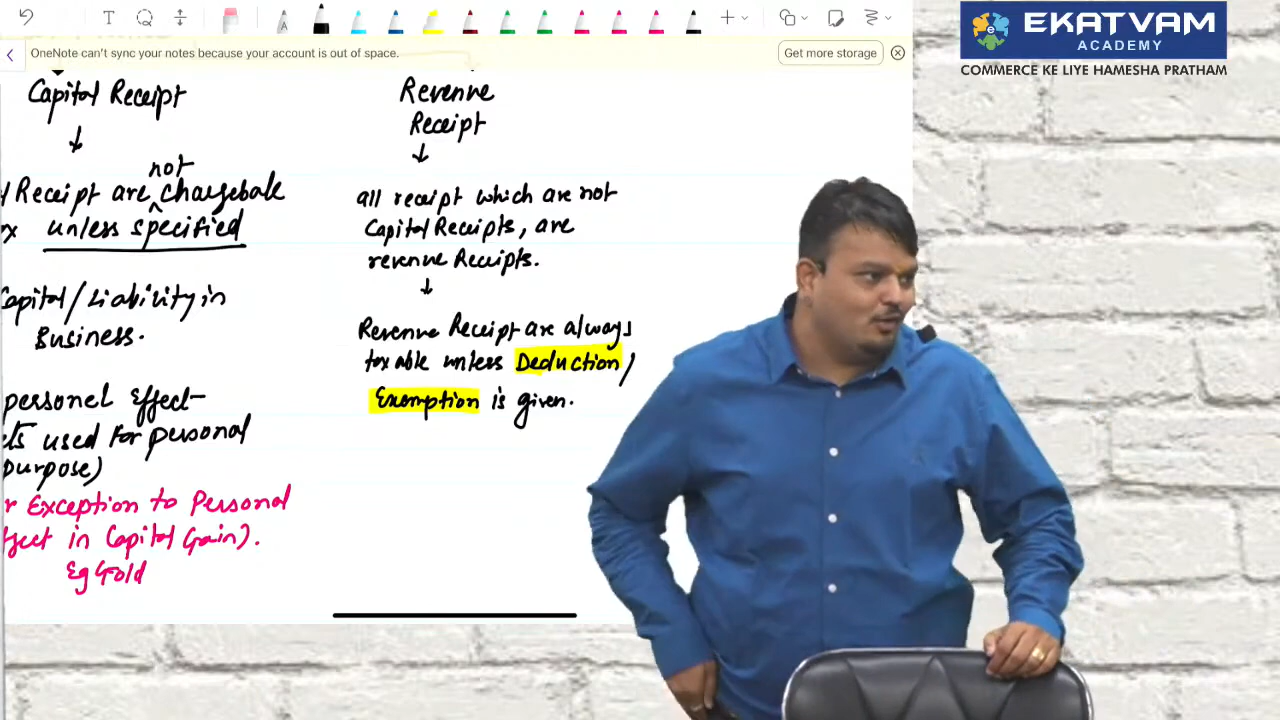 OneNote can't sync your notes because your account is out of space.
Get more storage
EKATVAM
ACADEMY
COMMERCE KE LIYE HAMESHA PRATHAM
Capital Receipt
Receipt are not chargebale
unless specified
Capital/Liability in
Business.
personel effect-
used for personal
purpose)
Exception to Personal
in Capital Gain).
Eg Gold
Revenue
Receipt
all receipt which are not
Capital Receipts, are
revenue Receipts.
Revenue Receipt are always
taxable unless Deduction/
Exemption is given.